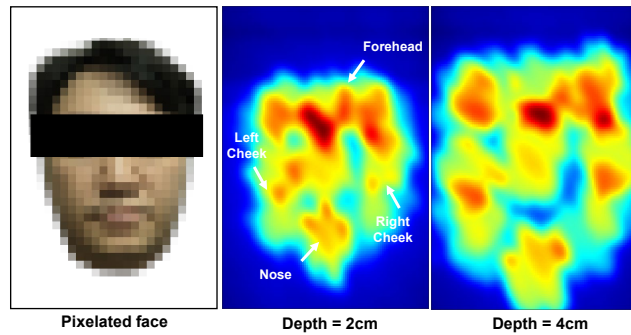 Forehead
Left
Cheek
Right
Cheek
Nose
Pixelated face
Depth = 2cm
Depth = 4cm